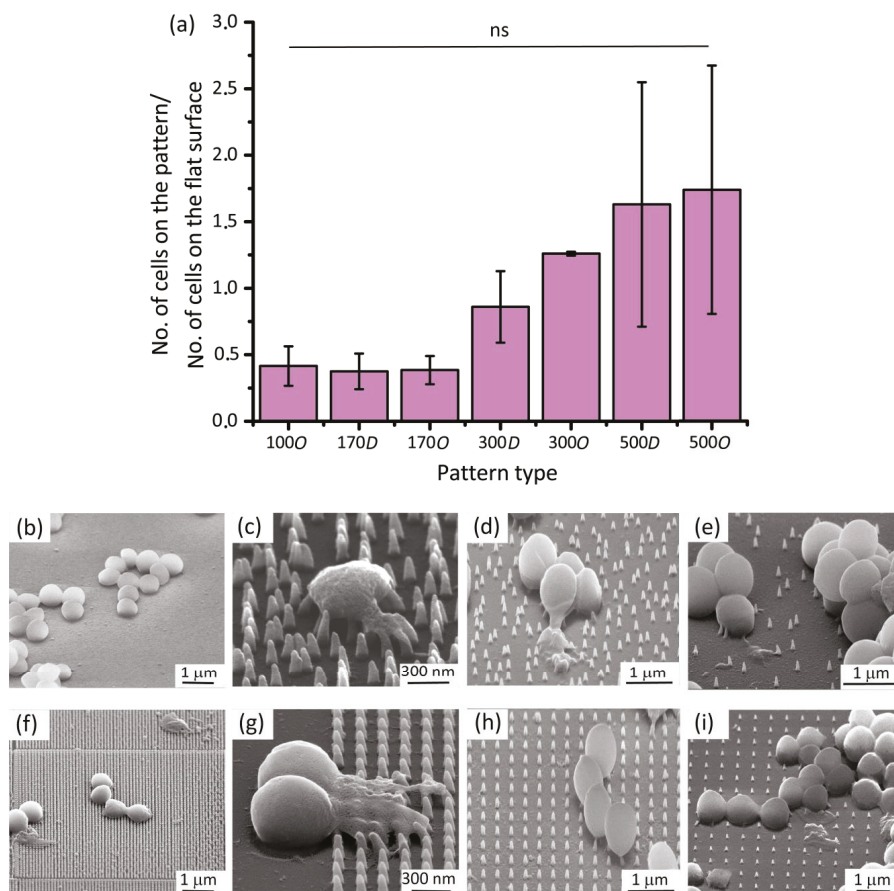 (a)
ns
3.0
2.5
2.0
1.5
1.0
0.5
0.0
No. of cells on the pattern/
No. of cells on the flat surface
100O 170D 170O 300D 300O 500D 500O
Pattern type
(b)
1 μm
(c)
300 nm
(d)
1 μm
(e)
1 μm
(f)
1 μm
(g)
300 nm
(h)
1 μm
(i)
1 μm